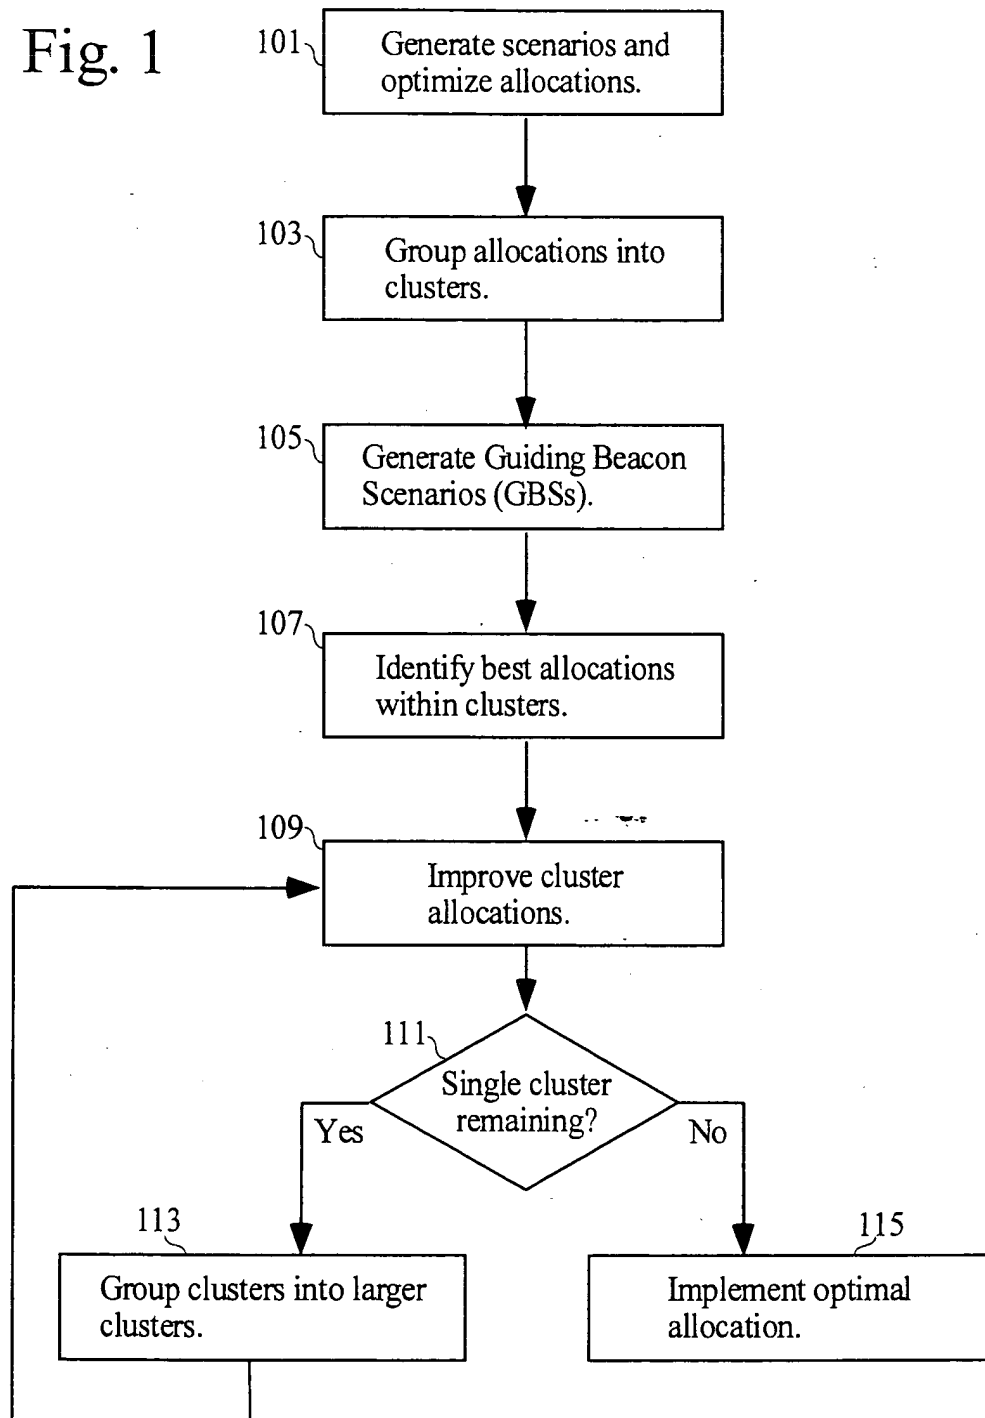 Fig. 1
101
Generate scenarios and
optimize allocations.
103
Group allocations into
clusters.
105
Generate Guiding Beacon
Scenarios (GBSs).
107
Identify best allocations
within clusters.
109
Improve cluster
allocations.
111
Single cluster
remaining?
Yes
No
113
Group clusters into larger
clusters.
115
Implement optimal
allocation.